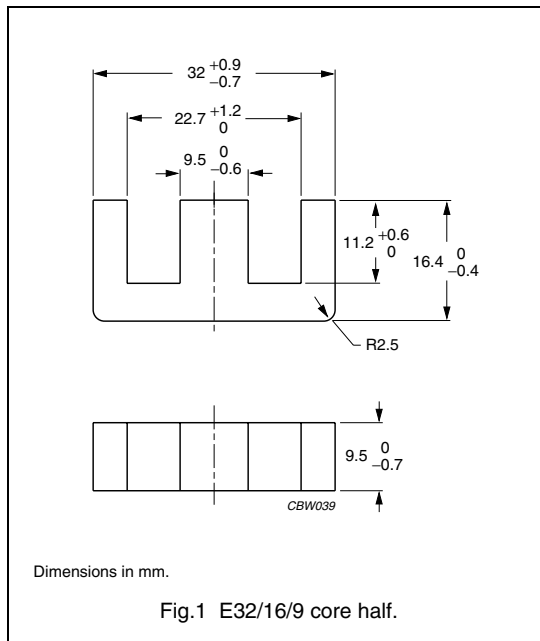 32 +0.9 −0.7
22.7 +1.2 0
9.5 0 −0.6
11.2 +0.6 0
16.4 0 −0.4
R2.5
9.5 0 −0.7
CBW039
Dimensions in mm.
Fig.1 E32/16/9 core half.